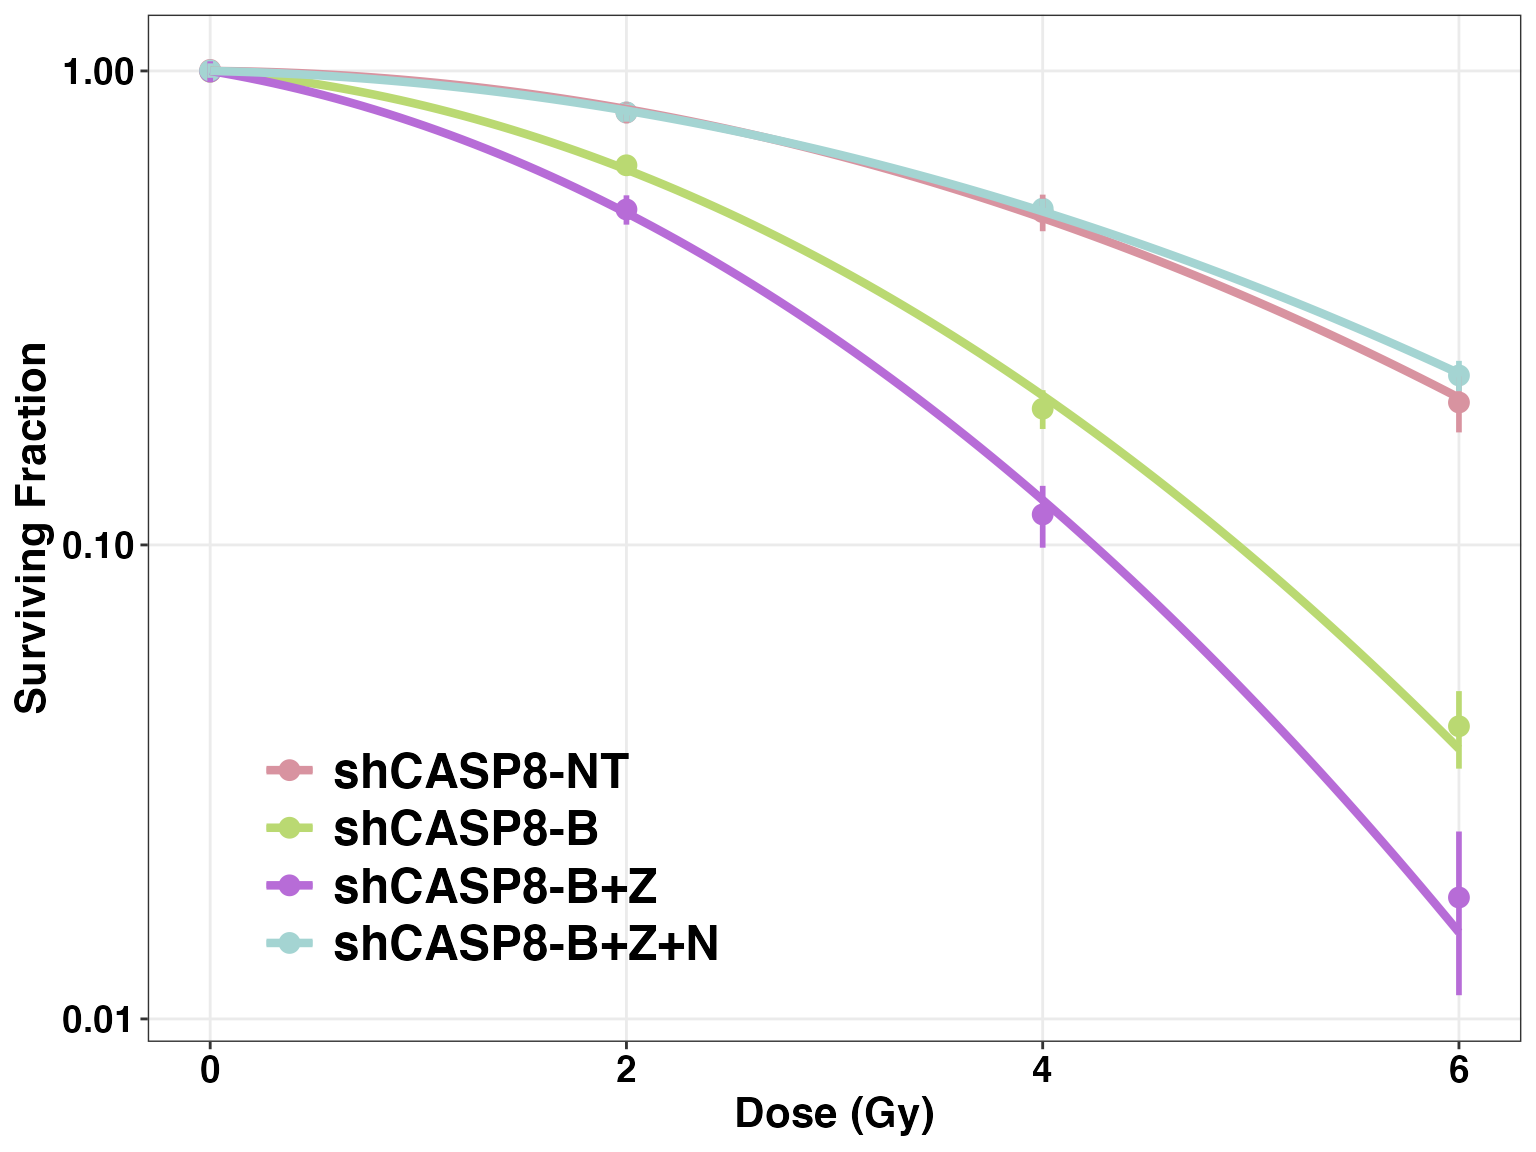 1.00
0.10
0.01
Surviving Fraction
shCASP8-NT
shCASP8-B
shCASP8-B+Z
shCASP8-B+Z+N
0 2 4 6
Dose (Gy)